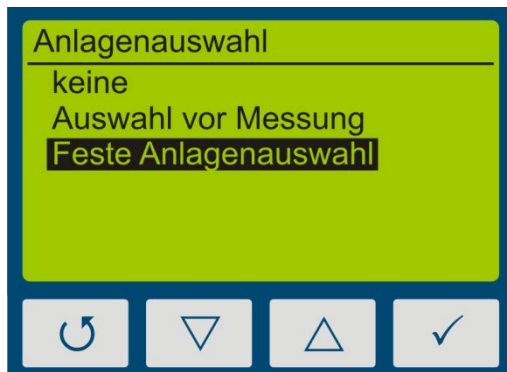 Anlagenauswahl
keine
Auswahl vor Messung
Feste Anlagenauswahl